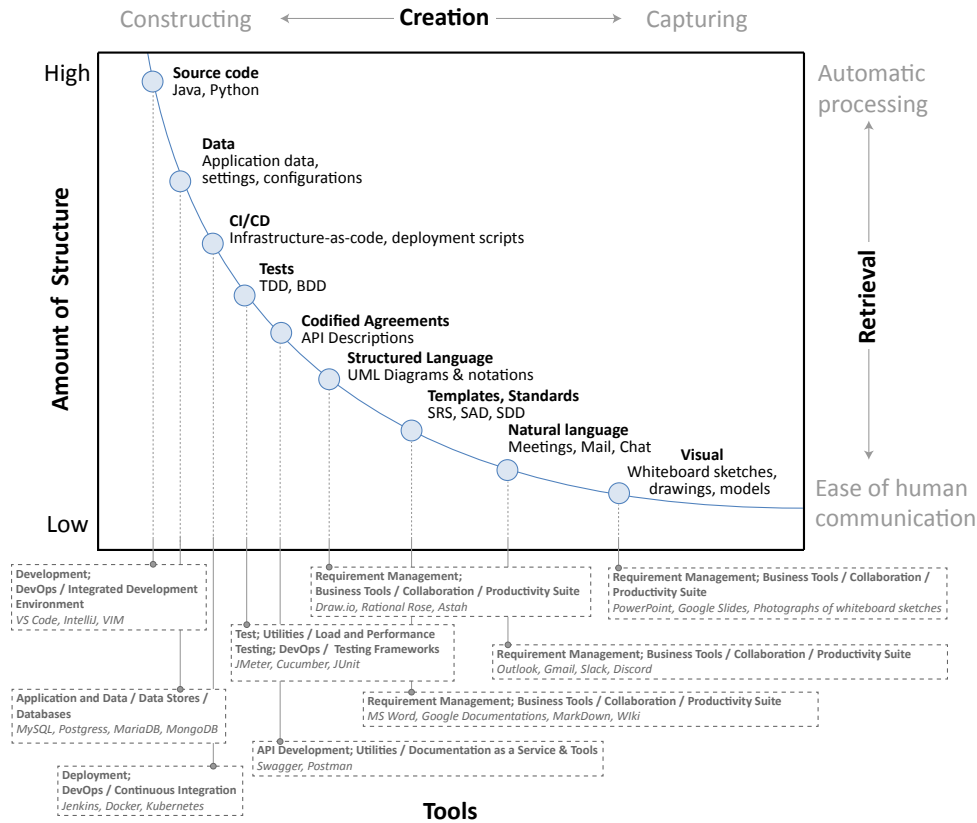 Constructing
Creation
Capturing
High
Low
Amount of Structure
Automatic
processing
Retrieval
Ease of human
communication
Source code
Java, Python
Data
Application data,
settings, configurations
CI/CD
Infrastructure-as-code, deployment scripts
Tests
TDD, BDD
Codified Agreements
API Descriptions
Structured Language
UML Diagrams & notations
Templates, Standards
SRS, SAD, SDD
Natural language
Meetings, Mail, Chat
Visual
Whiteboard sketches,
drawings, models
Development;
DevOps / Integrated Development
Environment
VS Code, IntelliJ, VIM
Requirement Management;
Business Tools / Collaboration / Productivity Suite
Draw.io, Rational Rose, Astah
Requirement Management; Business Tools / Collaboration /
Productivity Suite
PowerPoint, Google Slides, Photographs of whiteboard sketches
Test; Utilities / Load and Performance
Testing; DevOps / Testing Frameworks
JMeter, Cucumber, JUnit
Requirement Management; Business Tools / Collaboration / Productivity Suite
Outlook, Gmail, Slack, Discord
Application and Data / Data Stores /
Databases
MySQL, Postgress, MariaDB, MongoDB
Requirement Management; Business Tools / Collaboration / Productivity Suite
MS Word, Google Documentations, MarkDown, WIki
API Development; Utilities / Documentation as a Service & Tools
Swagger, Postman
Deployment;
DevOps / Continuous Integration
Jenkins, Docker, Kubernetes
Tools